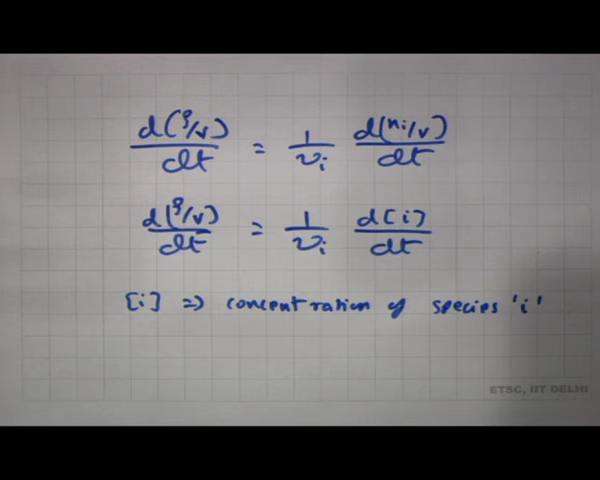 d(ξ/v)/dt = 1/νi d(ni/v)/dt
d(ξ/v)/dt = 1/νi d[i]/dt
[i] => concentration of species 'i'
ETSC, IIT DELHI